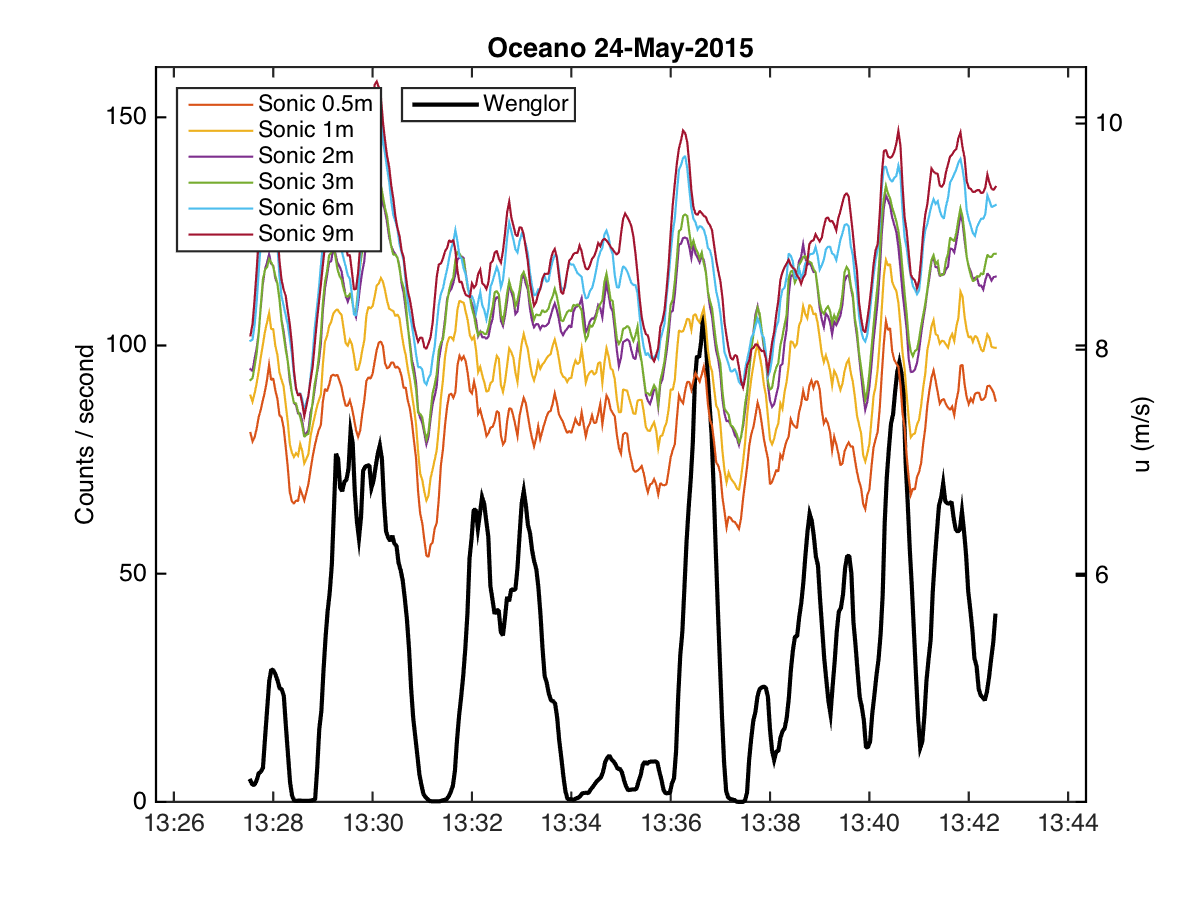 Oceano 24-May-2015
Sonic 0.5m
Sonic 1m
Sonic 2m
Sonic 3m
Sonic 6m
Sonic 9m
Wenglor
150
100
50
0
Counts / second
10
8
6
u (m/s)
13:26 13:28 13:30 13:32 13:34 13:36 13:38 13:40 13:42 13:44